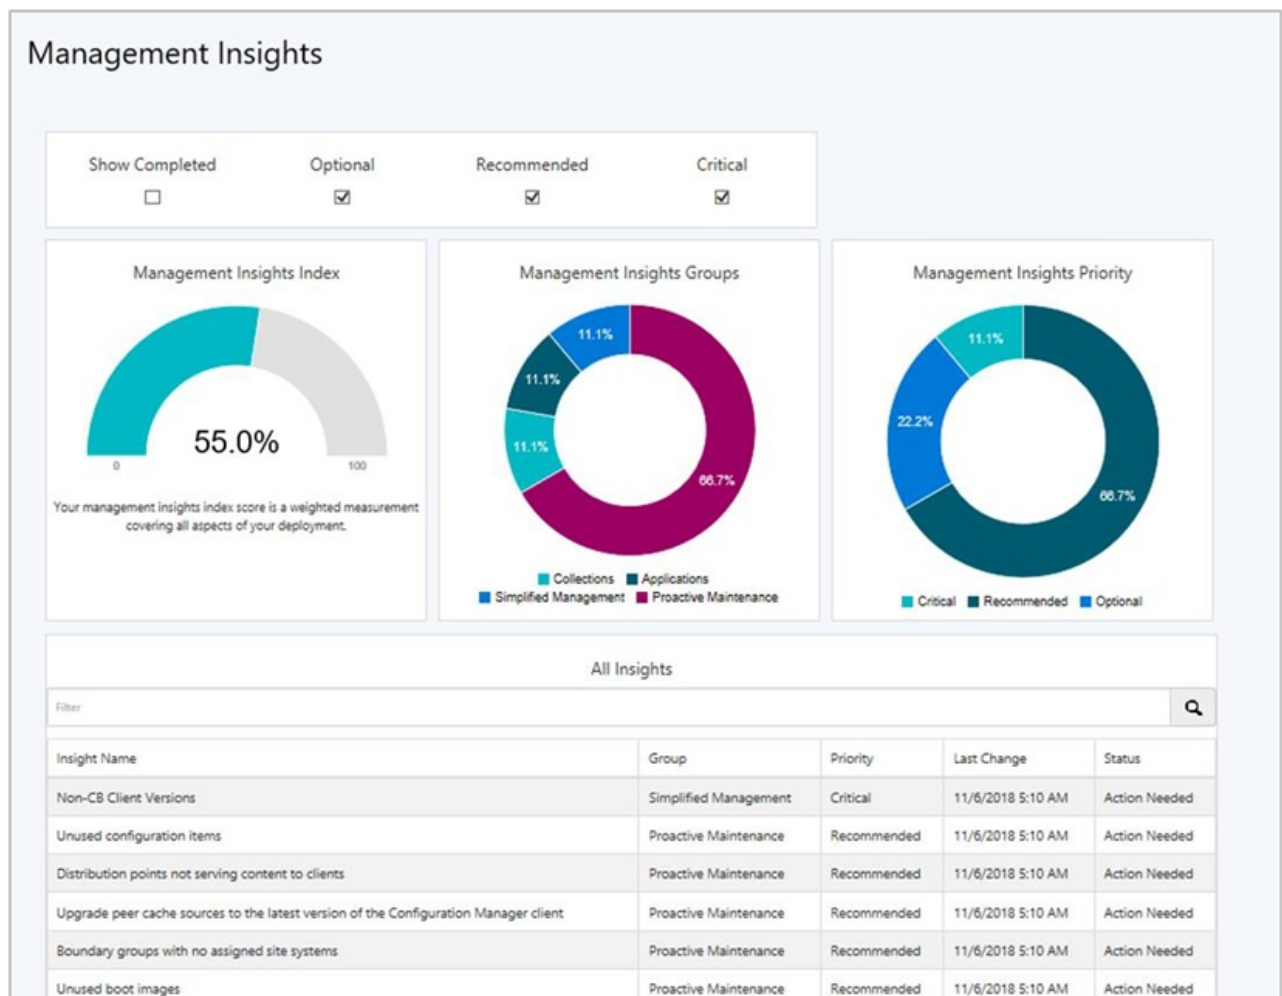 Management Insights
Show Completed Optional Recommended Critical
Management Insights Index
55.0%
0 100
Your management insights index score is a weighted measurement
covering all aspects of your deployment.
Management Insights Groups
11.1%
11.1%
11.1%
66.7%
Collections Applications
Simplified Management Proactive Maintenance
Management Insights Priority
11.1%
22.2%
66.7%
Critical Recommended Optional
All Insights
Filter
Insight Name Group Priority Last Change Status
Non-CB Client Versions Simplified Management Critical 11/6/2018 5:10 AM Action Needed
Unused configuration items Proactive Maintenance Recommended 11/6/2018 5:10 AM Action Needed
Distribution points not serving content to clients Proactive Maintenance Recommended 11/6/2018 5:10 AM Action Needed
Upgrade peer cache sources to the latest version of the Configuration Manager client Proactive Maintenance Recommended 11/6/2018 5:10 AM Action Needed
Boundary groups with no assigned site systems Proactive Maintenance Recommended 11/6/2018 5:10 AM Action Needed
Unused boot images Proactive Maintenance Recommended 11/6/2018 5:10 AM Action Needed